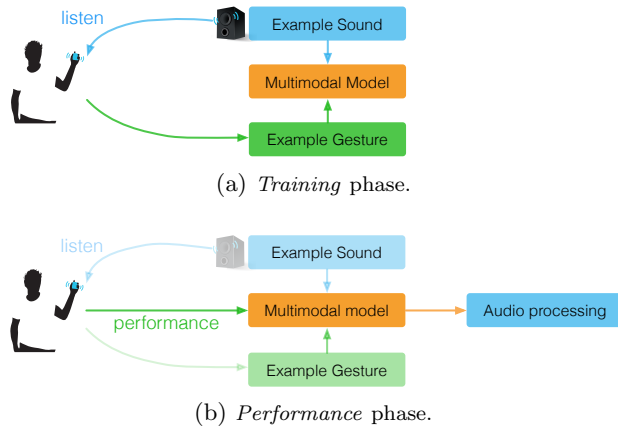 listen
Example Sound
Multimodal Model
Example Gesture
(a) Training phase.
listen
Example Sound
performance
Multimodal model
Audio processing
Example Gesture
(b) Performance phase.